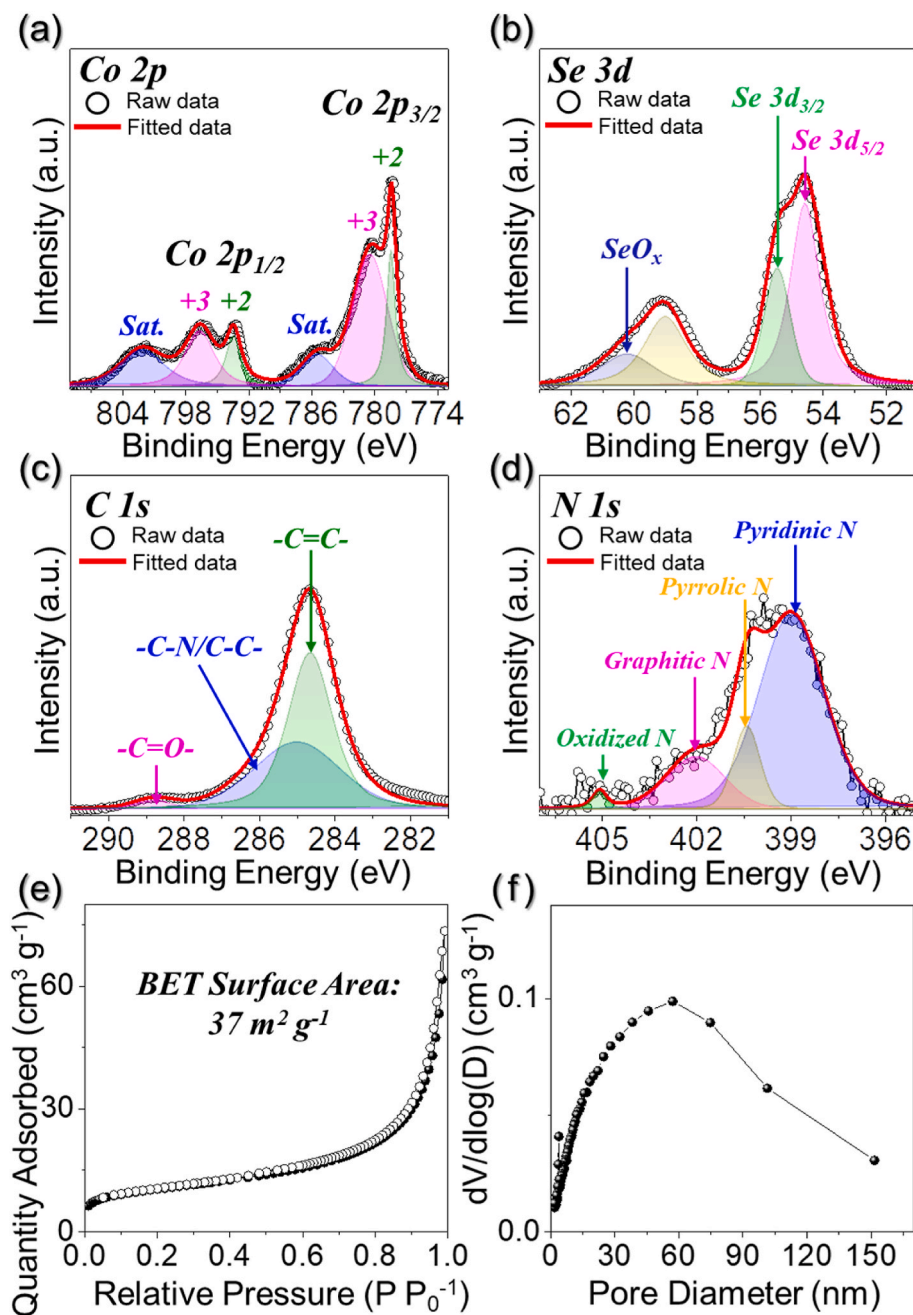 (a)
Co 2p
Raw data
Fitted data
Co 2p3/2
+2
+3
Co 2p1/2
+3
+2
Sat.
Sat.
Intensity (a.u.)
804 798 792 786 780 774
Binding Energy (eV)
(b)
Se 3d
Raw data
Fitted data
Se 3d3/2
Se 3d5/2
SeOx
Intensity (a.u.)
62 60 58 56 54 52
Binding Energy (eV)
(c)
C 1s
Raw data
Fitted data
-C=C-
-C-N/C-C-
-C=O-
Intensity (a.u.)
290 288 286 284 282
Binding Energy (eV)
(d)
N 1s
Raw data
Fitted data
Pyridinic N
Pyrrolic N
Graphitic N
Oxidized N
Intensity (a.u.)
405 402 399 396
Binding Energy (eV)
(e)
BET Surface Area:
37 m2 g-1
Quantity Adsorbed (cm3 g-1)
60
30
0
0.0 0.2 0.4 0.6 0.8 1.0
Relative Pressure (P P0-1)
(f)
dV/dlog(D) (cm3 g-1)
0.1
0.0
0 30 60 90 120 150
Pore Diameter (nm)